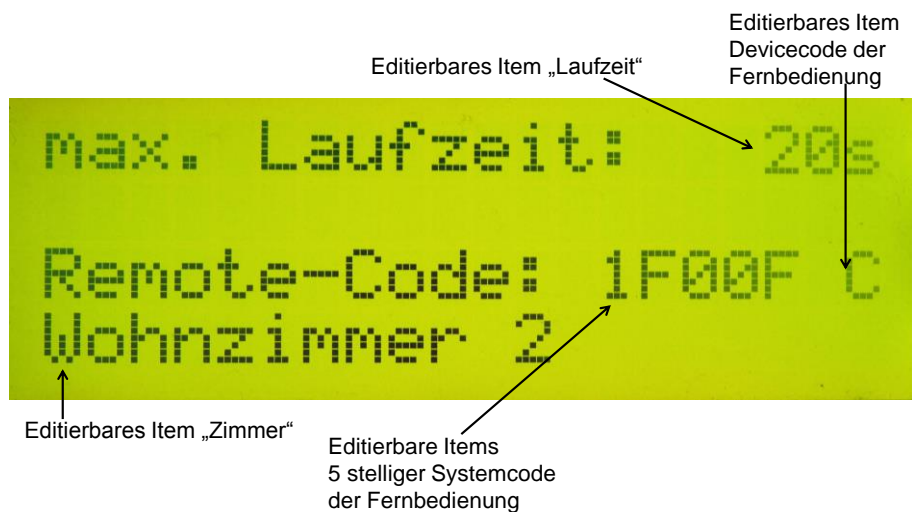 Editierbares Item
Devicecode der
Fernbedienung
Editierbares Item „Laufzeit“
max. Laufzeit: 20s
Remote-Code: 1F00F C
Wohnzimmer 2
Editierbares Item „Zimmer“
Editierbare Items
5 stelliger Systemcode
der Fernbedienung